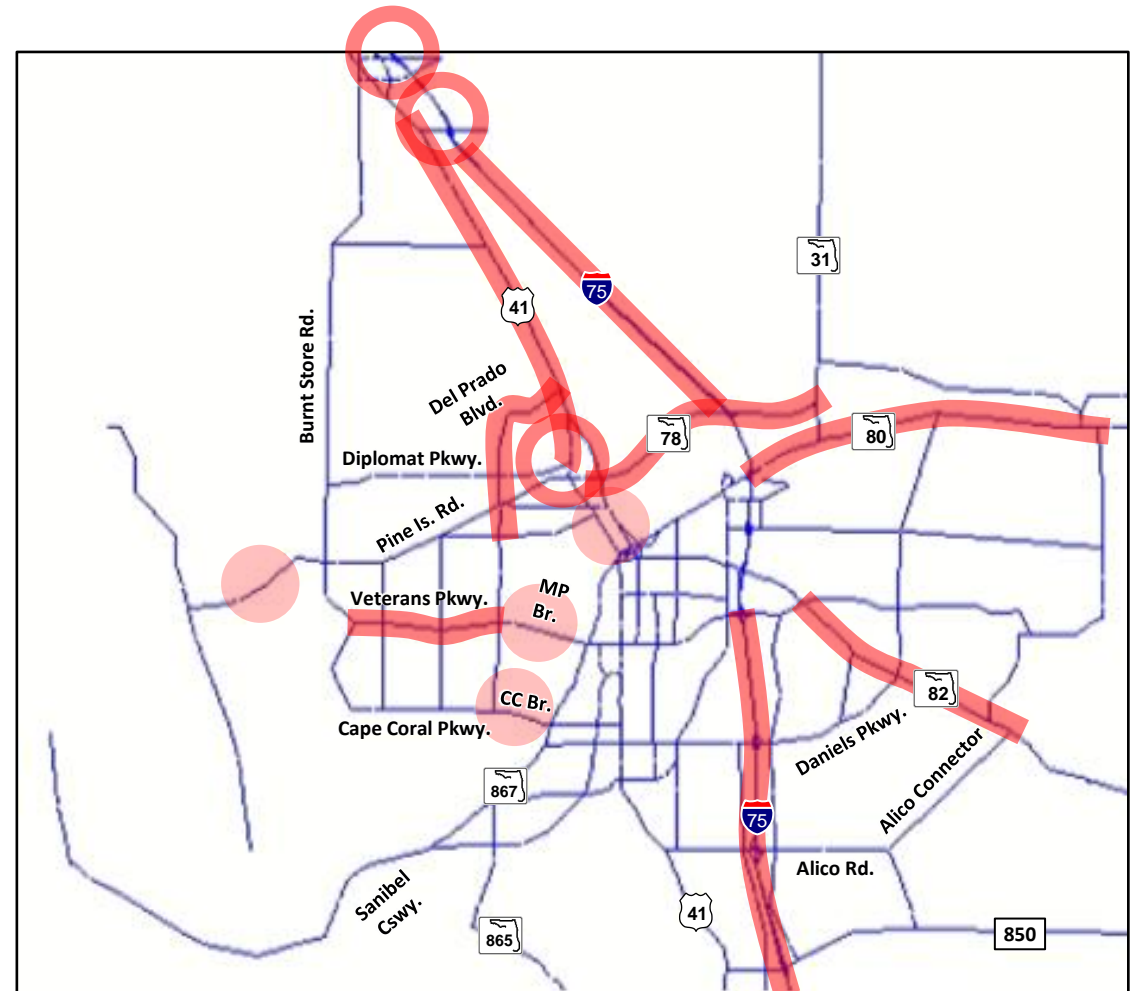 31
75
41
Burnt Store Rd.
Del Prado
Blvd.
78
80
Diplomat Pkwy.
Pine Is. Rd.
MP
Br.
Veterans Pkwy.
CC Br.
82
Cape Coral Pkwy.
Daniels Pkwy.
Alico Connector
867
75
Alico Rd.
Sanibel
Cswy.
41
865
850